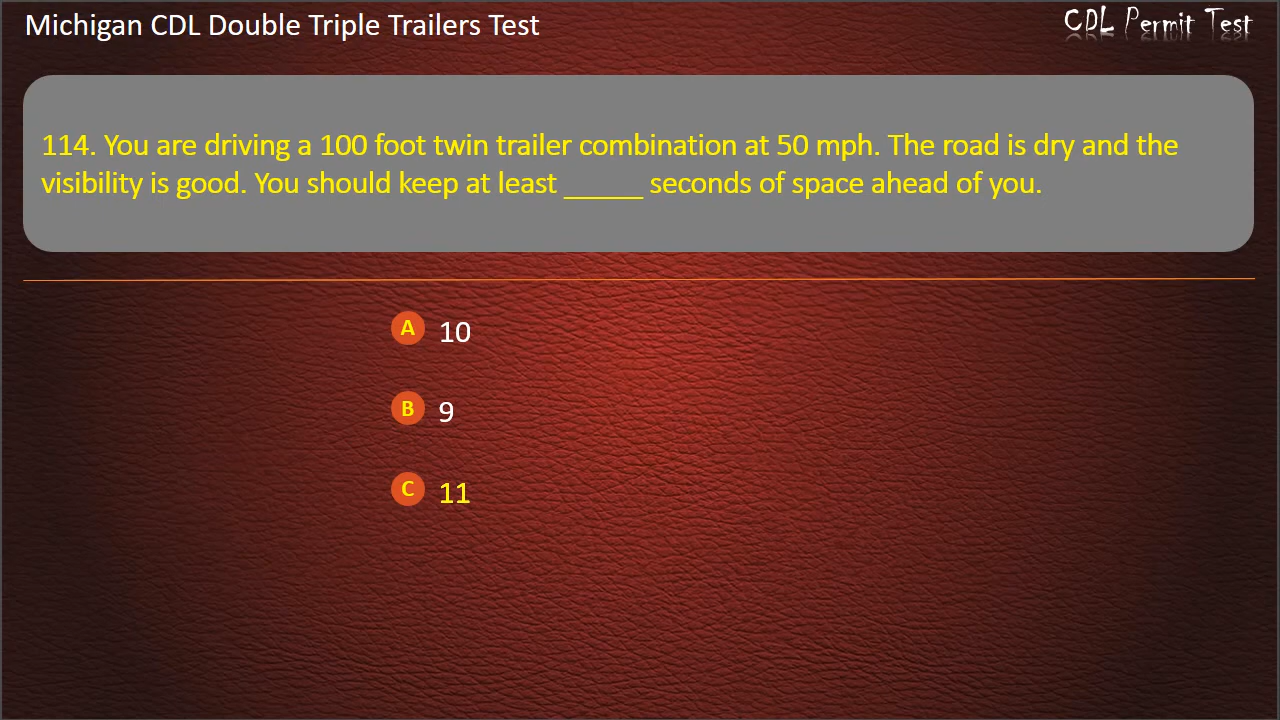 Michigan CDL Double Triple Trailers Test
CDL Permit Test
114. You are driving a 100 foot twin trailer combination at 50 mph. The road is dry and the
visibility is good. You should keep at least _____ seconds of space ahead of you.
A 10
B 9
C 11